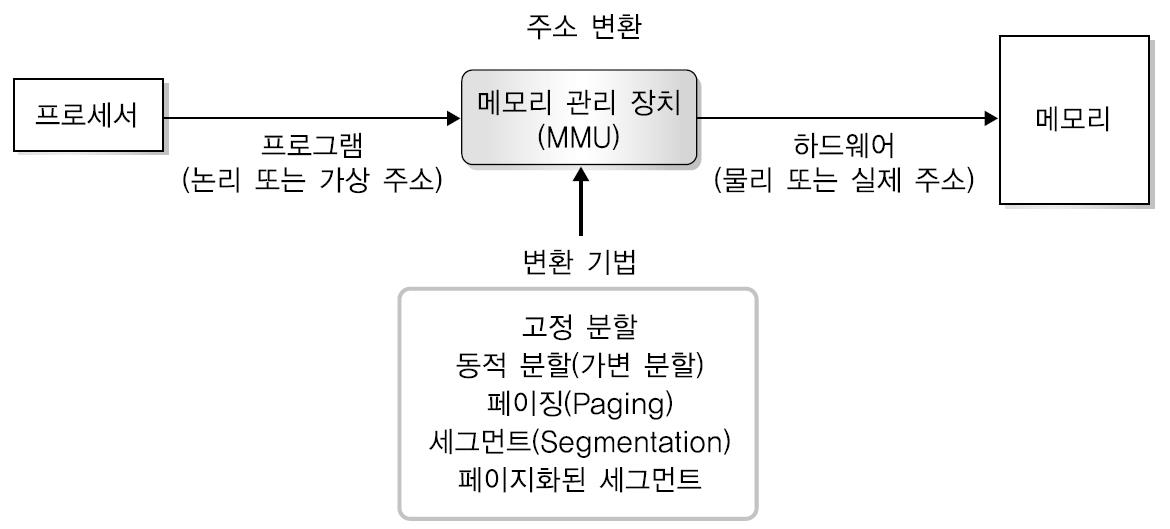 주소 변환
프로세서
메모리 관리 장치
(MMU)
메모리
프로그램
(논리 또는 가상 주소)
하드웨어
(물리 또는 실제 주소)
변환 기법
고정 분할
동적 분할(가변 분할)
페이징(Paging)
세그먼트(Segmentation)
페이지화된 세그먼트